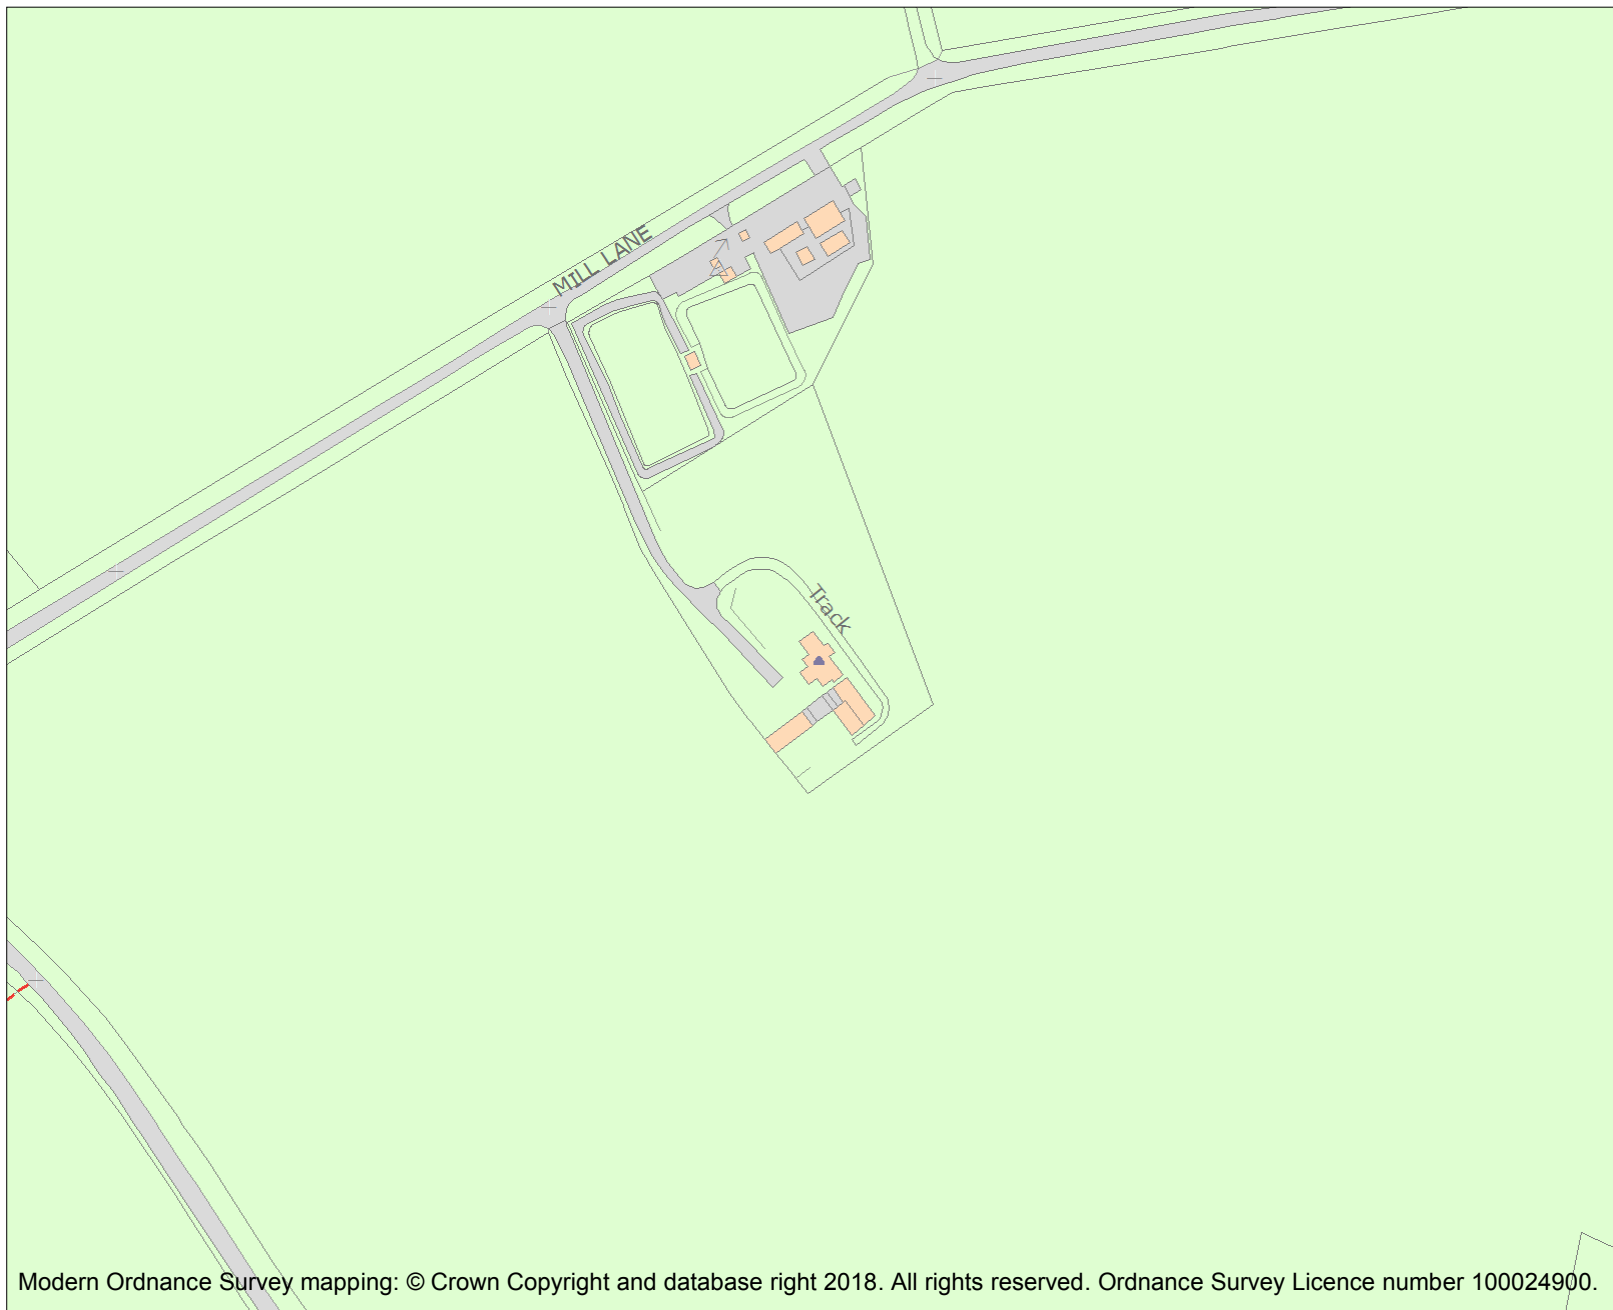 MILL LANE
Track
Modern Ordnance Survey mapping: © Crown Copyright and database right 2018. All rights reserved. Ordnance Survey Licence number 100024900.